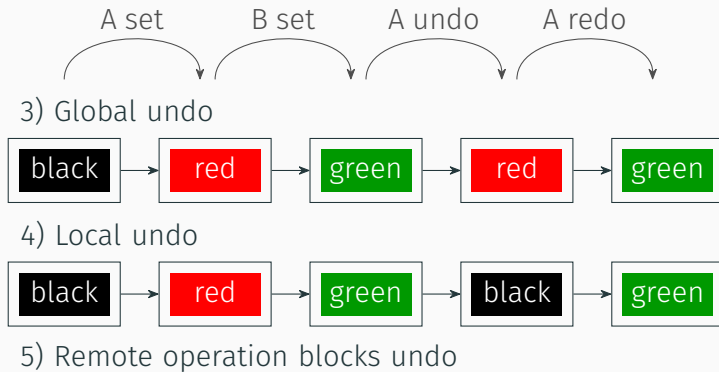 A set B set A undo A redo
3) Global undo
black red green red green
4) Local undo
black red green black green
5) Remote operation blocks undo